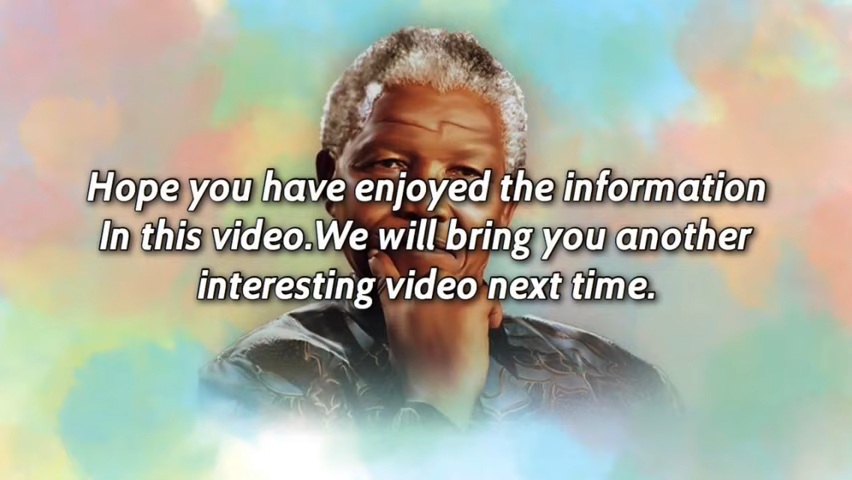 Hope you have enjoyed the information
In this video.We will bring you another
interesting video next time.